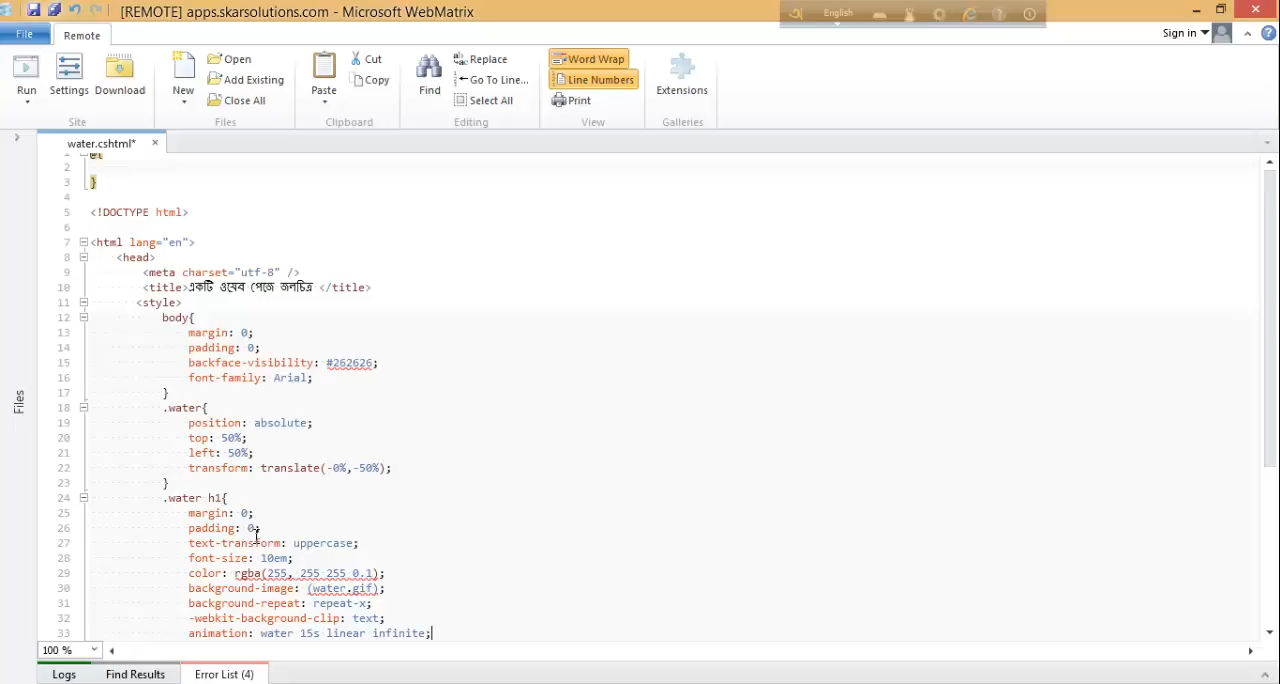 [REMOTE] apps.skarsolutions.com - Microsoft WebMatrix
English
File
Remote
Sign in
Run
Settings
Download
Site
New
Open
Add Existing
Close All
Files
Paste
Cut
Copy
Clipboard
Find
Replace
Go To Line...
Select All
Editing
Word Wrap
Line Numbers
Print
View
Extensions
Galleries
water.cshtml*
1 @{
2
3 }
4
5 <!DOCTYPE html>
6
7 <html lang="en">
8 <head>
9 <meta charset="utf-8" />
10 <title>একটি ওয়েব পেজে জলচিত্র </title>
11 <style>
12 body{
13 margin: 0;
14 padding: 0;
15 backface-visibility: #262626;
16 font-family: Arial;
17 }
18 .water{
19 position: absolute;
20 top: 50%;
21 left: 50%;
22 transform: translate(-0%,-50%);
23 }
24 .water h1{
25 margin: 0;
26 padding: 0;
27 text-transform: uppercase;
28 font-size: 10em;
29 color: rgba(255, 255 255 0.1);
30 background-image: (water.gif);
31 background-repeat: repeat-x;
32 -webkit-background-clip: text;
33 animation: water 15s linear infinite;
Files
100 %
Logs
Find Results
Error List (4)